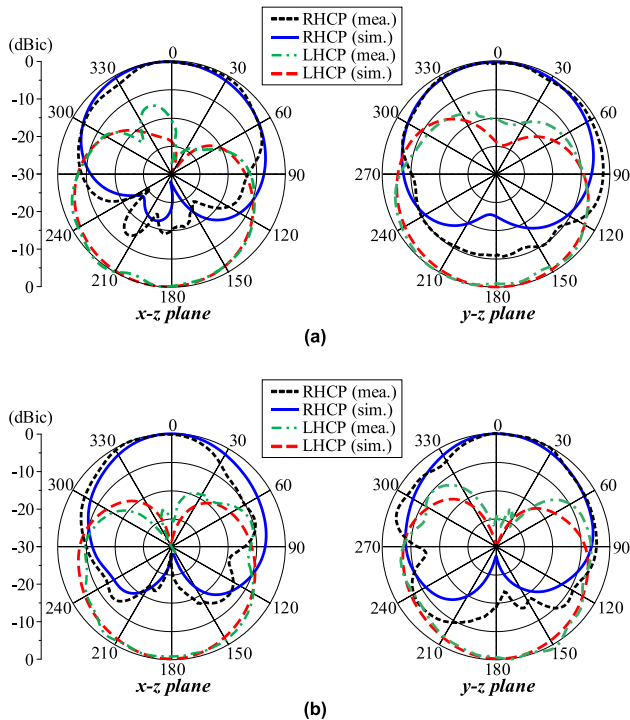 (dBic)
RHCP (mea.)
RHCP (sim.)
LHCP (mea.)
LHCP (sim.)
0 0 0
330 30 330 30
-10
300 60 300 60
-20
-30 90 270 90
-20
240 120 240 120
-10
210 150 210 150
0
180 180
x-z plane y-z plane
(a)
(dBic)
RHCP (mea.)
RHCP (sim.)
LHCP (mea.)
LHCP (sim.)
0 0 0
330 30 330 30
-10
300 60 300 60
-20
-30 90 270 90
-20
240 120 240 120
-10
210 150 210 150
0
180 180
x-z plane y-z plane
(b)